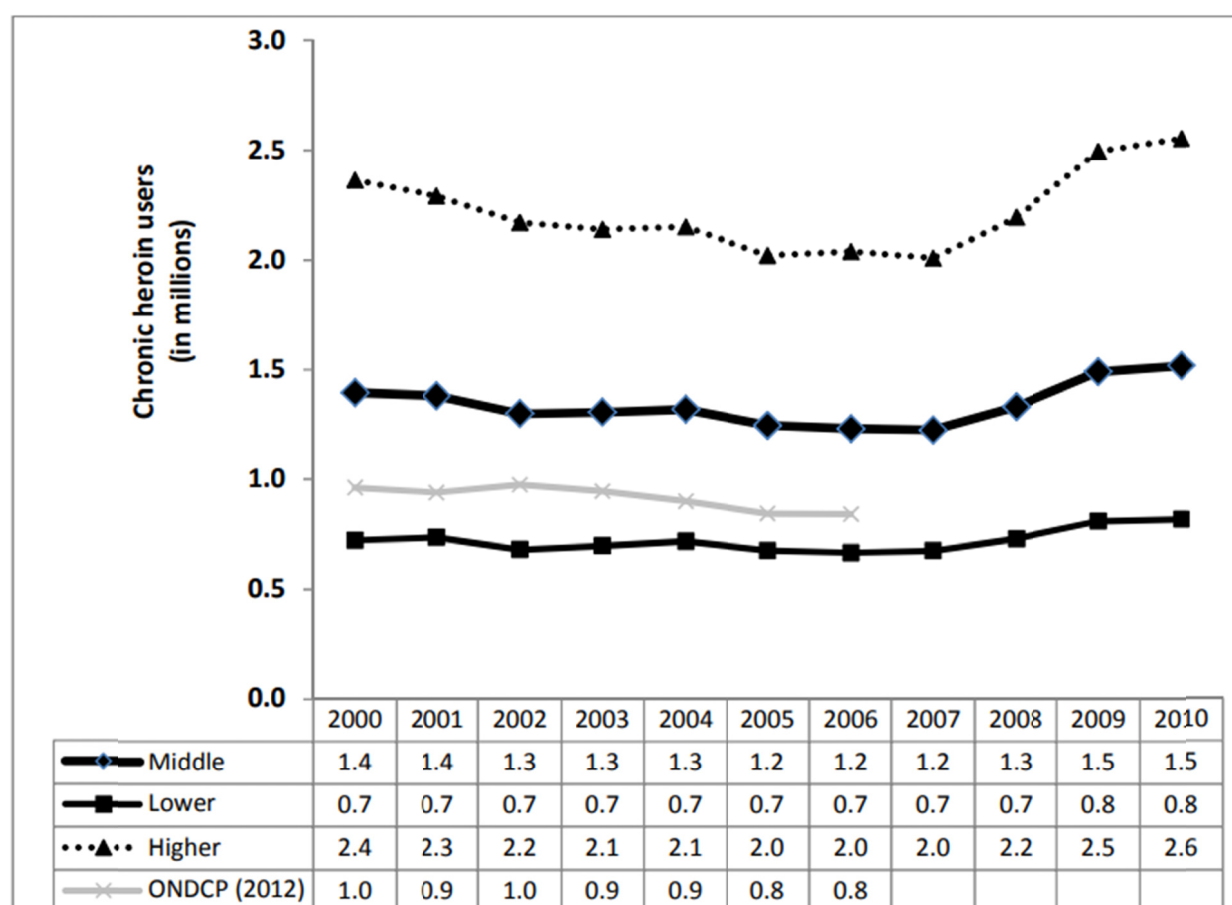 3.0
2.5
2.0
1.5
1.0
0.5
0.0
Chronic heroin users
(in millions)
2000 2001 2002 2003 2004 2005 2006 2007 2008 2009 2010
Middle 1.4 1.4 1.3 1.3 1.3 1.2 1.2 1.2 1.3 1.5 1.5
Lower 0.7 0.7 0.7 0.7 0.7 0.7 0.7 0.7 0.7 0.8 0.8
Higher 2.4 2.3 2.2 2.1 2.1 2.0 2.0 2.0 2.2 2.5 2.6
ONDCP (2012) 1.0 0.9 1.0 0.9 0.9 0.8 0.8